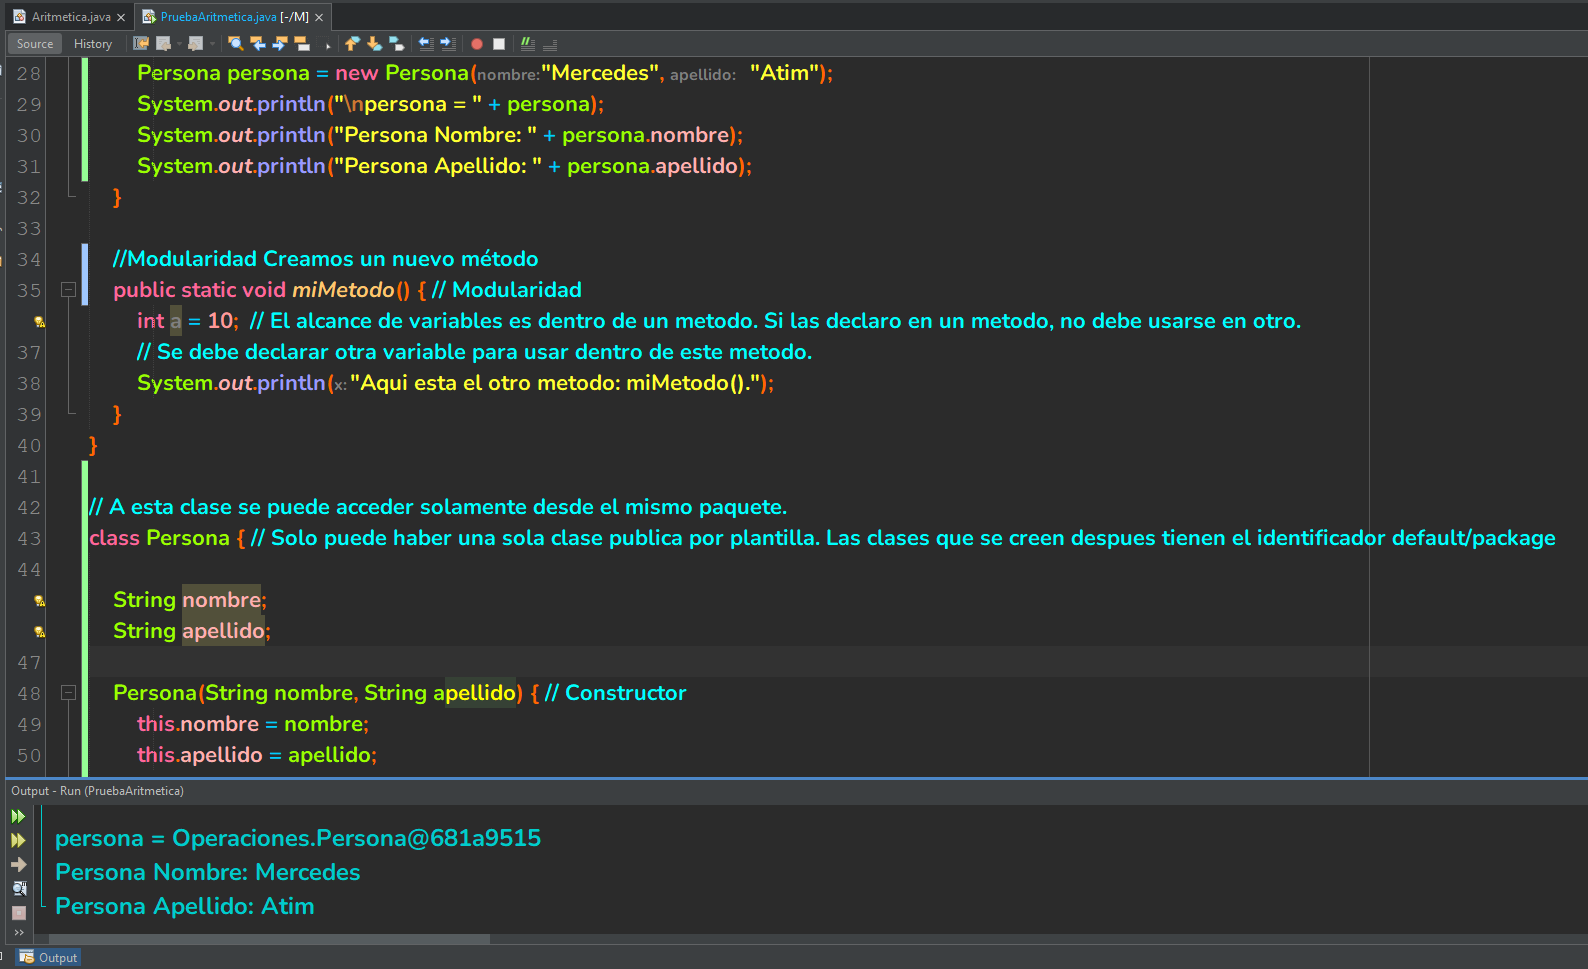 Aritmetica.java
PruebaAritmetica.java [-/M]
Source History
28 Persona persona = new Persona(nombre:"Mercedes", apellido: "Atim");
29 System.out.println("\npersona = " + persona);
30 System.out.println("Persona Nombre: " + persona.nombre);
31 System.out.println("Persona Apellido: " + persona.apellido);
32 }
33
34 //Modularidad Creamos un nuevo método
35 public static void miMetodo() { // Modularidad
int a = 10; // El alcance de variables es dentro de un metodo. Si las declaro en un metodo, no debe usarse en otro.
37 // Se debe declarar otra variable para usar dentro de este metodo.
38 System.out.println(x: "Aqui esta el otro metodo: miMetodo().");
39 }
40 }
41
42 // A esta clase se puede acceder solamente desde el mismo paquete.
43 class Persona { // Solo puede haber una sola clase publica por plantilla. Las clases que se creen despues tienen el identificador default/package
44
String nombre;
String apellido;
47
48 Persona(String nombre, String apellido) { // Constructor
49 this.nombre = nombre;
50 this.apellido = apellido;
Output - Run (PruebaAritmetica)
persona = Operaciones.Persona@681a9515
Persona Nombre: Mercedes
Persona Apellido: Atim
Output